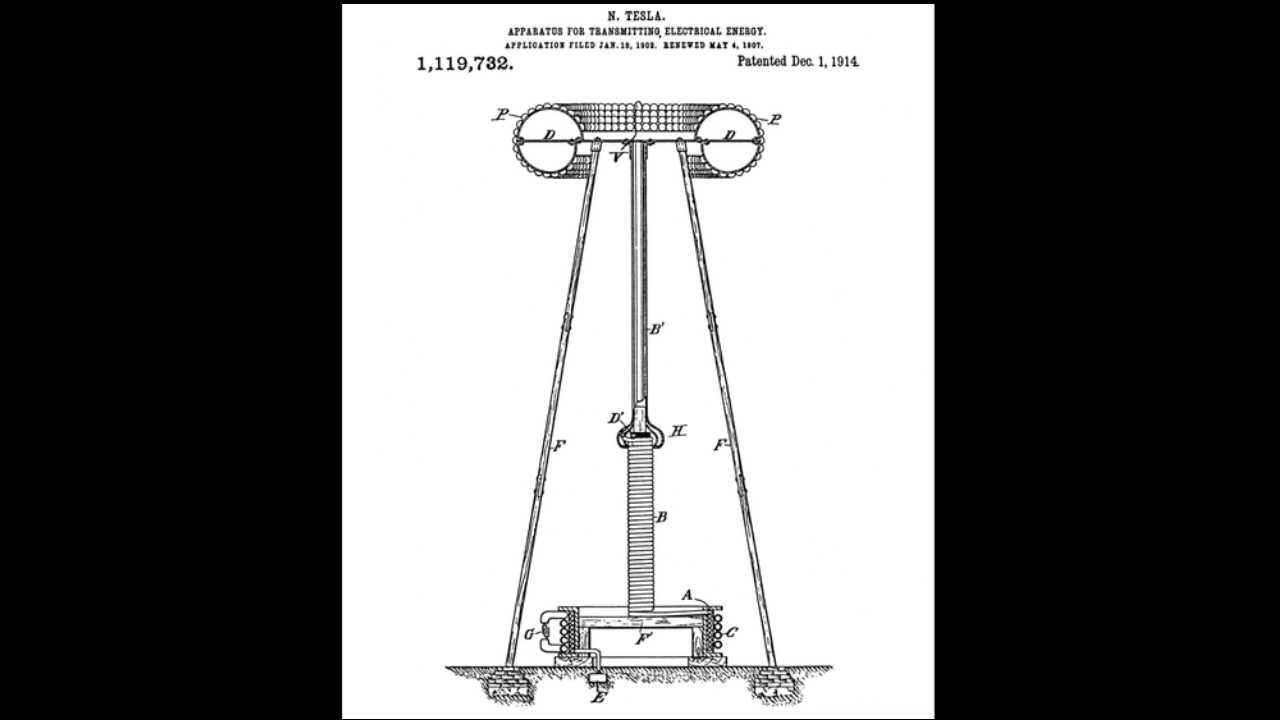 N. TESLA.
APPARATUS FOR TRANSMITTING ELECTRICAL ENERGY.
APPLICATION FILED JAN. 18, 1902. RENEWED MAY 4, 1907.
1,119,732.
Patented Dec. 1, 1914.
P
P
D
D
V
B'
D'
H
F
F
B
A
G
F'
C
E